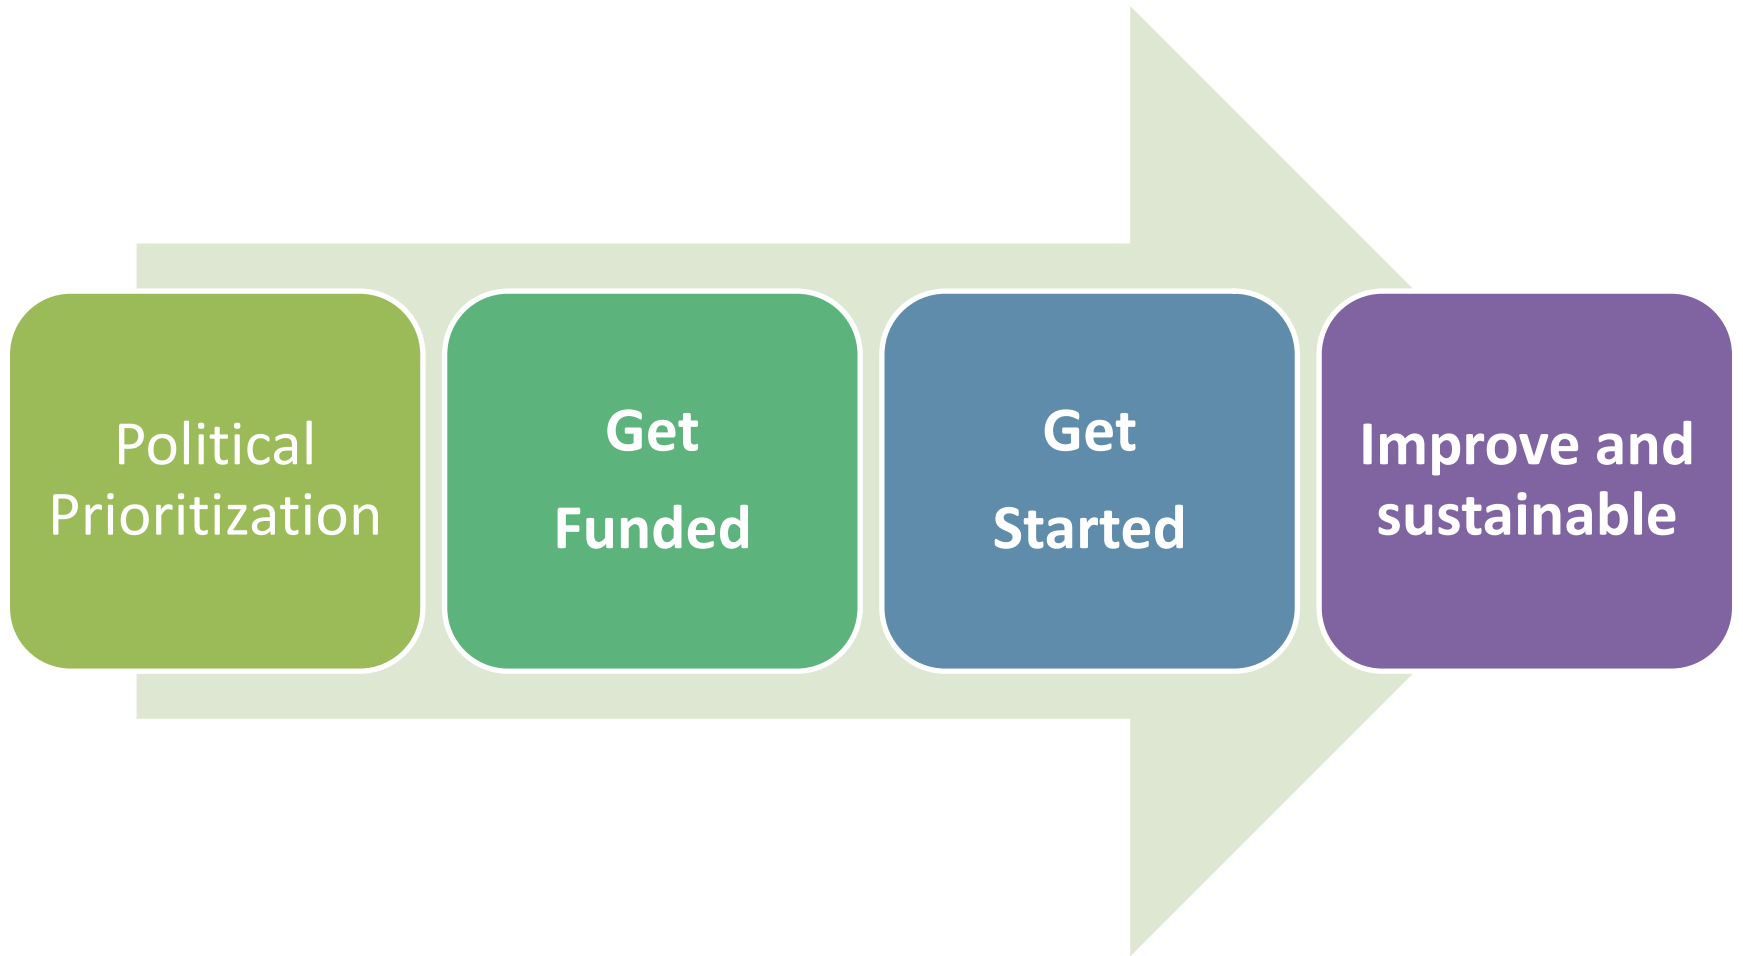 Political
Prioritization
Get
Funded
Get
Started
Improve and
sustainable